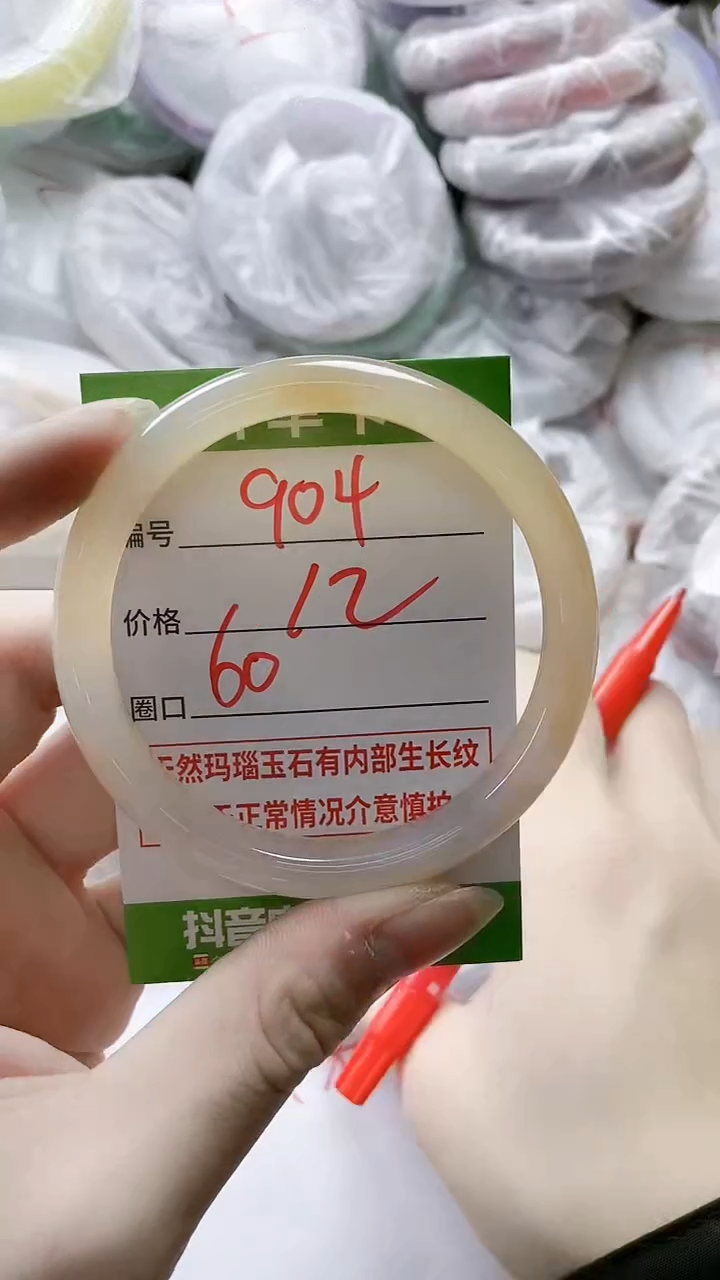 编号 904
价格 12
圈口 60
天然玛瑙玉石有内部生长纹
正常情况介意慎拍
抖音